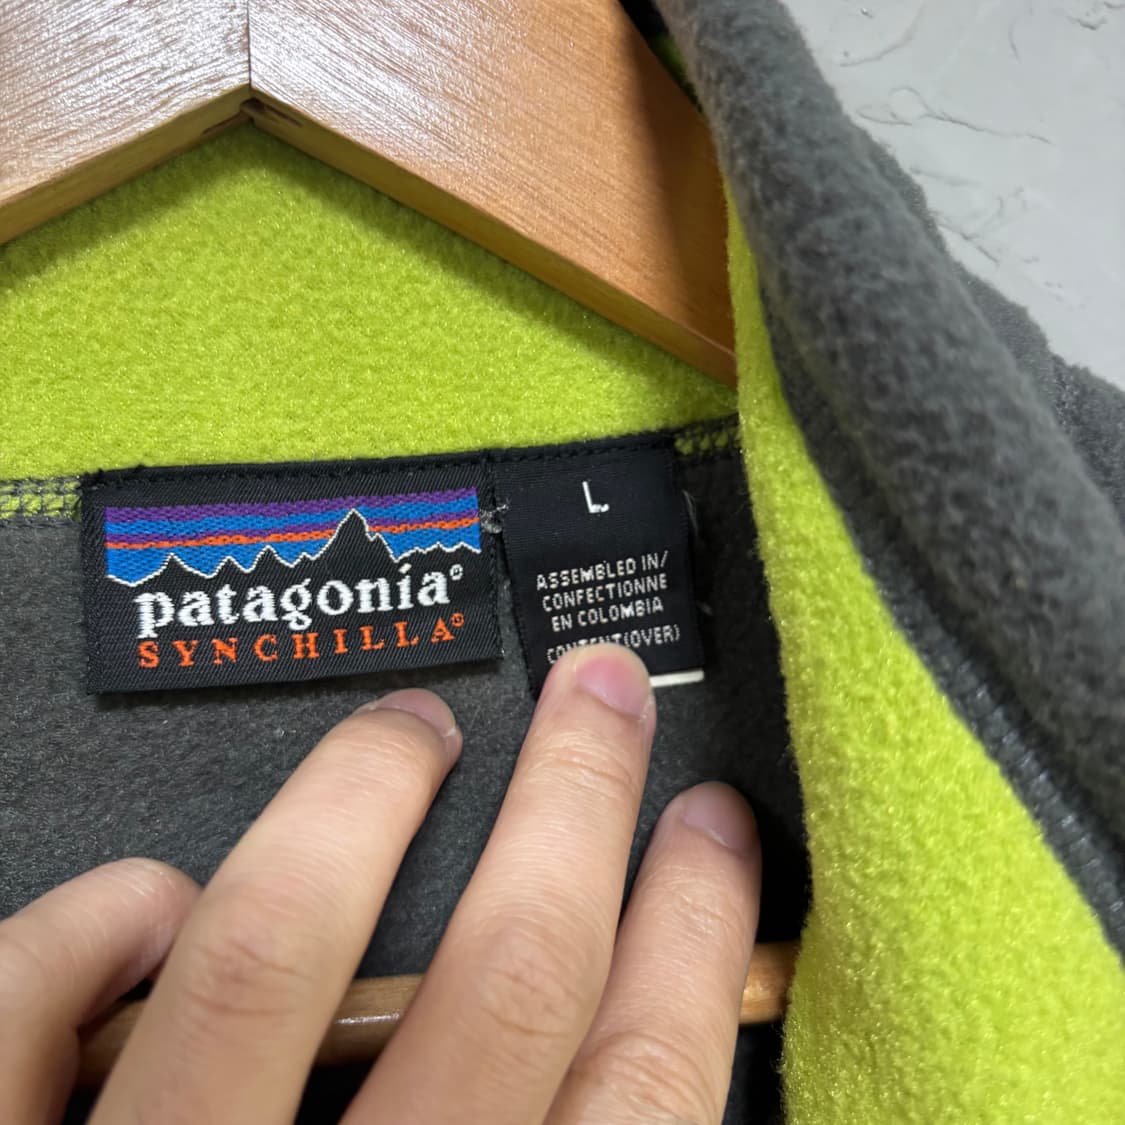 patagonia®
SYNCHILLA®
L
ASSEMBLED IN/
CONFECTIONNE
EN COLOMBIA
CONTENT(OVER)